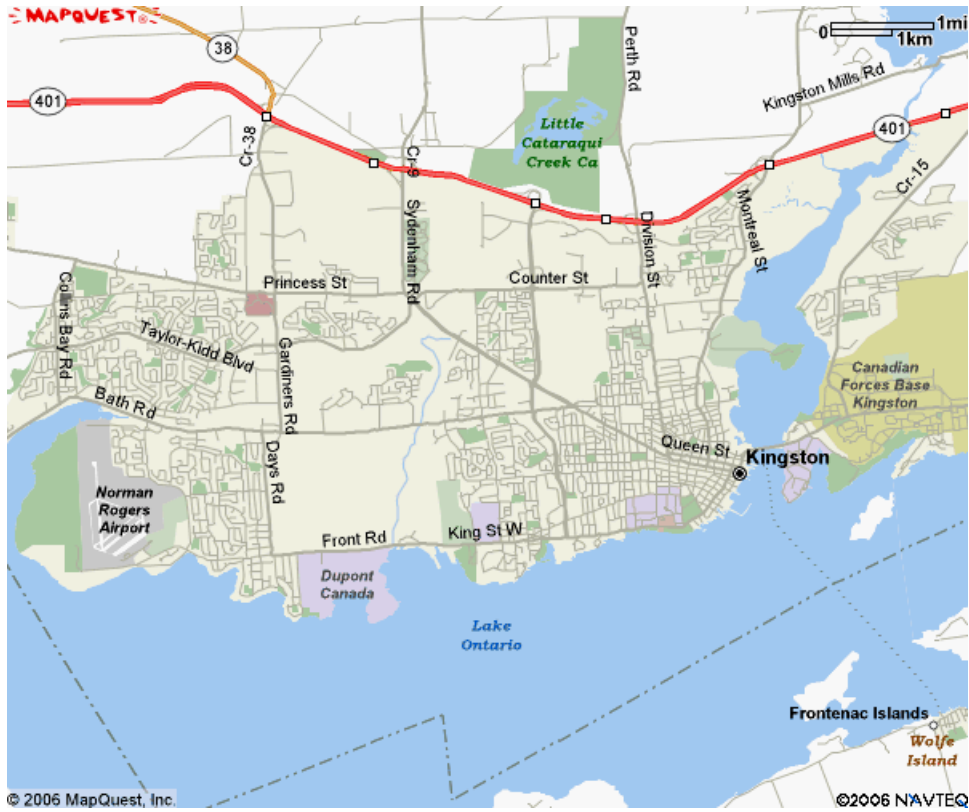 MAPQUEST®
0
1mi
1km
38
401
Perth Rd
Kingston Mills Rd
Little
Cataraqui
Creek Ca
401
Cr-38
Cr-9
Cr-15
Sydenham Rd
Division St
Montreal St
Princess St
Counter St
Collins Bay Rd
Taylor-Kidd Blvd
Gardiners Rd
Canadian
Forces Base
Kingston
Bath Rd
Queen St
Kingston
Days Rd
Norman
Rogers
Airport
Front Rd
King St W
Dupont
Canada
Lake
Ontario
Frontenac Islands
Wolfe
Island
© 2006 MapQuest, Inc.
©2006 NAVTEQ